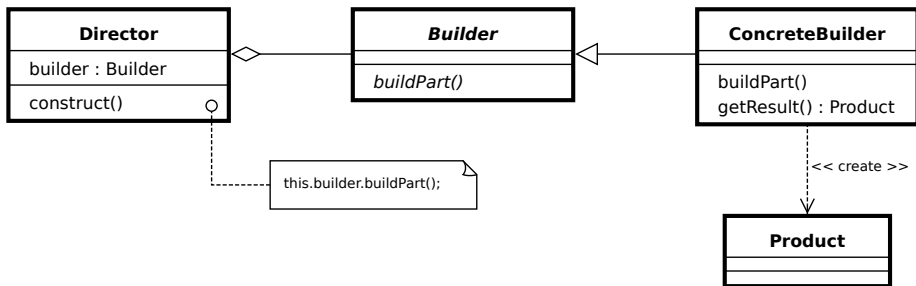 Director
builder : Builder
construct()
Builder
buildPart()
ConcreteBuilder
buildPart()
getResult() : Product
this.builder.buildPart();
<< create >>
Product